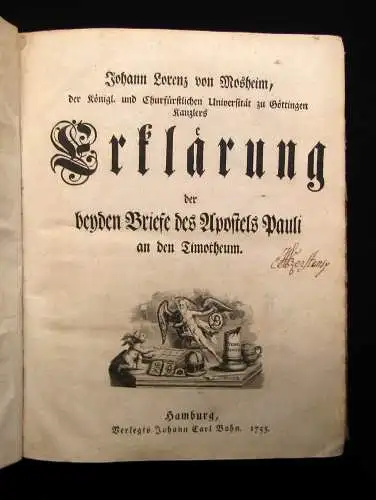 Johann Lorenz von Mosheim,
der Königl. und Churfürstlichen Universität zu Göttingen
Kanzlers
Erklärung
der
beyden Briefe des Apostels Pauli
an den Timotheum.
Hamburg,
Verlegts Johann Carl Bohn. 1755.